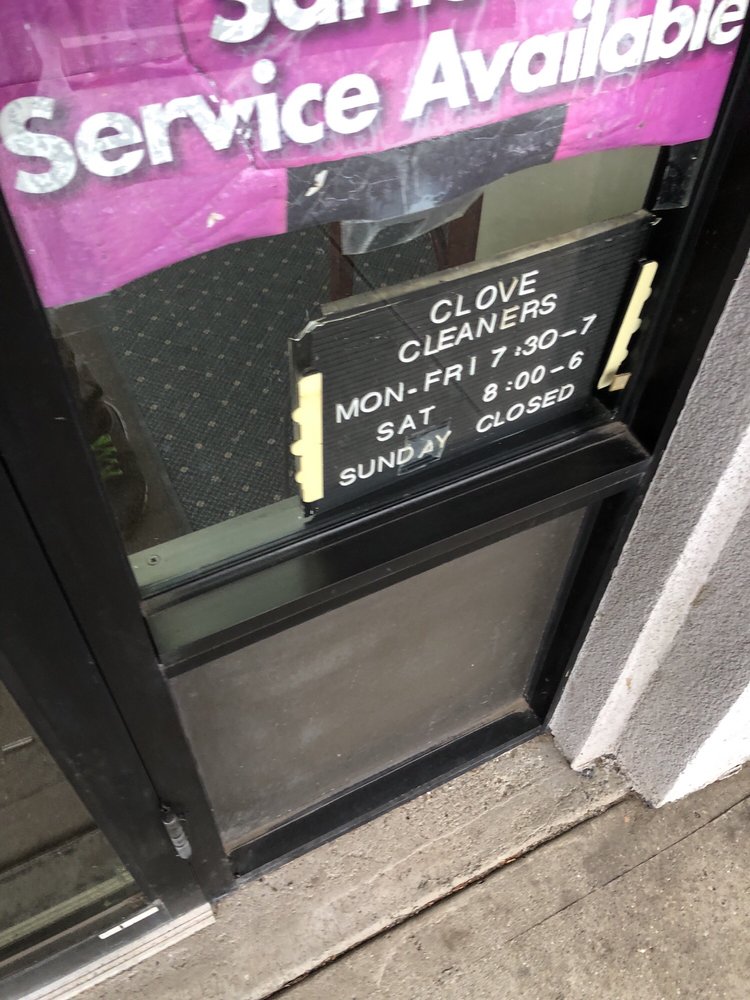 Service Available
CLOVE
CLEANERS
MON-FRI 7:30-7
SAT 8:00-6
SUNDAY CLOSED